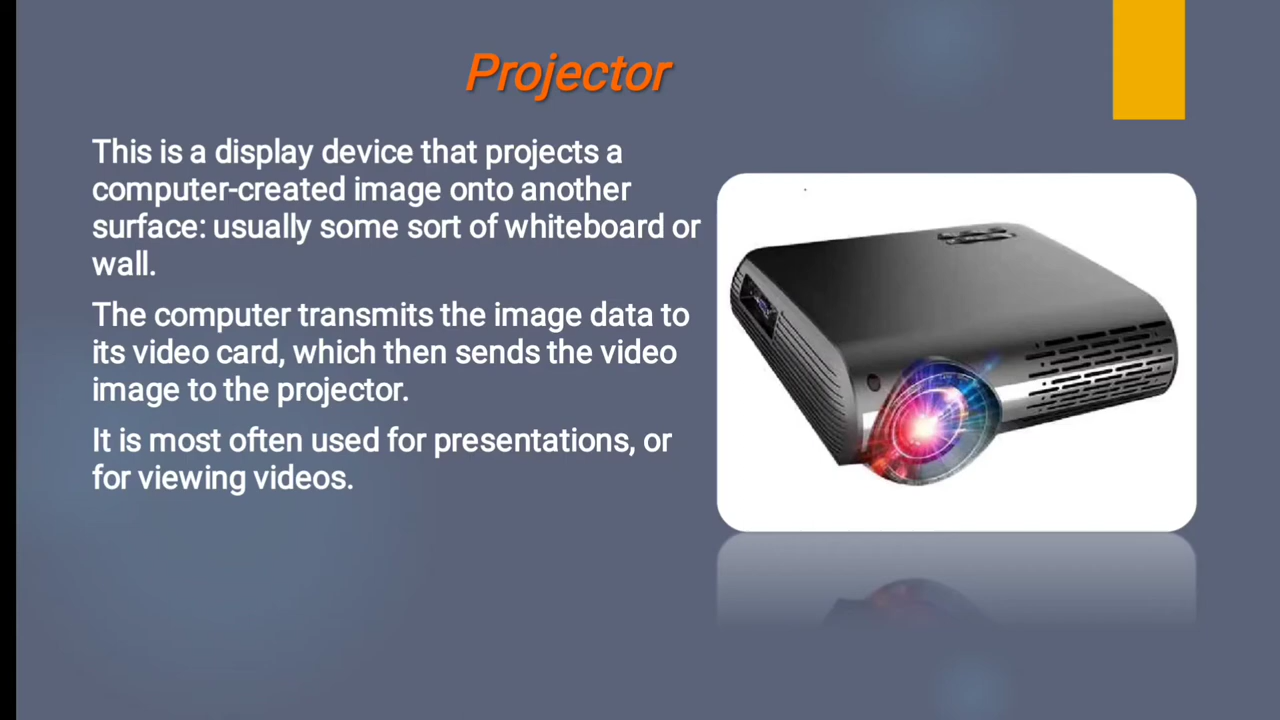 Projector
This is a display device that projects a
computer-created image onto another
surface: usually some sort of whiteboard or
wall.
The computer transmits the image data to
its video card, which then sends the video
image to the projector.
It is most often used for presentations, or
for viewing videos.